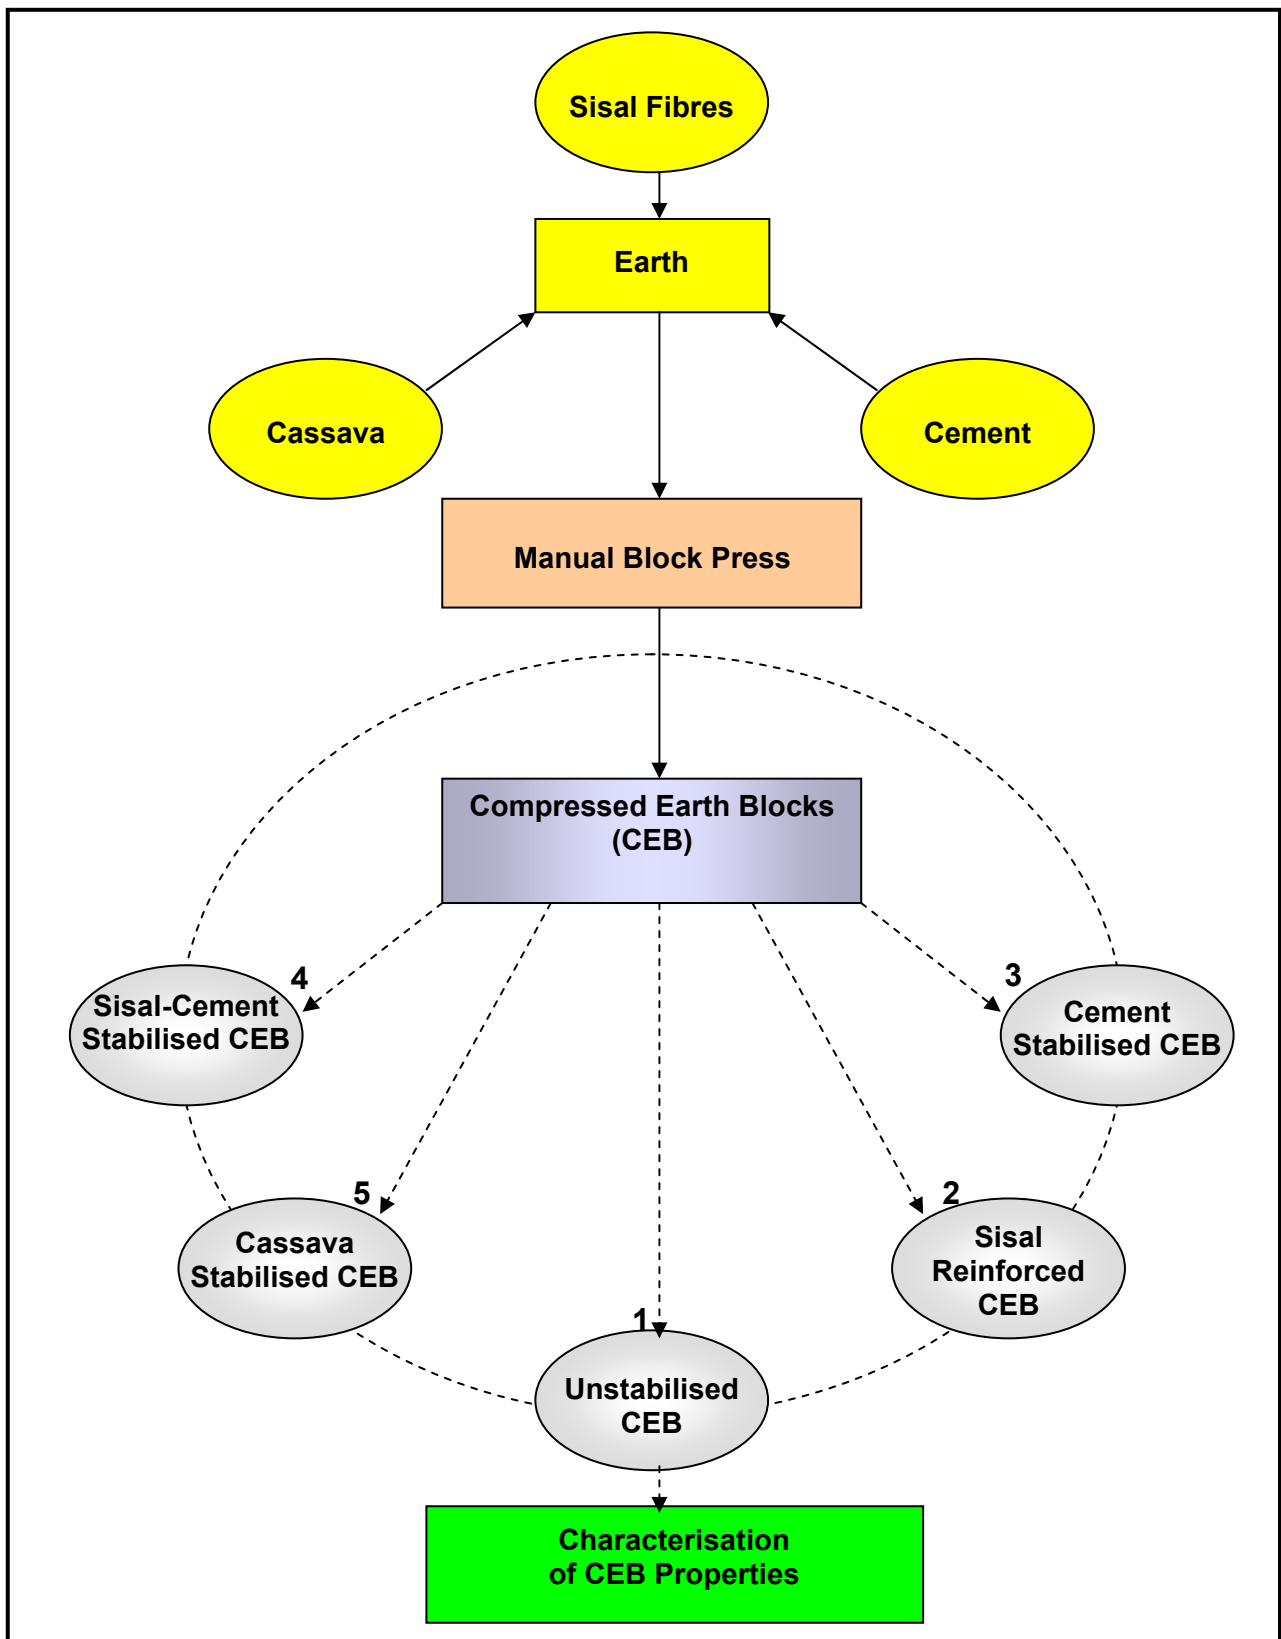 Sisal Fibres
Earth
Cassava
Cement
Manual Block Press
Compressed Earth Blocks
(CEB)
4
Sisal-Cement
Stabilised CEB
3
Cement
Stabilised CEB
5
Cassava
Stabilised CEB
2
Sisal
Reinforced
CEB
1
Unstabilised
CEB
Characterisation
of CEB Properties